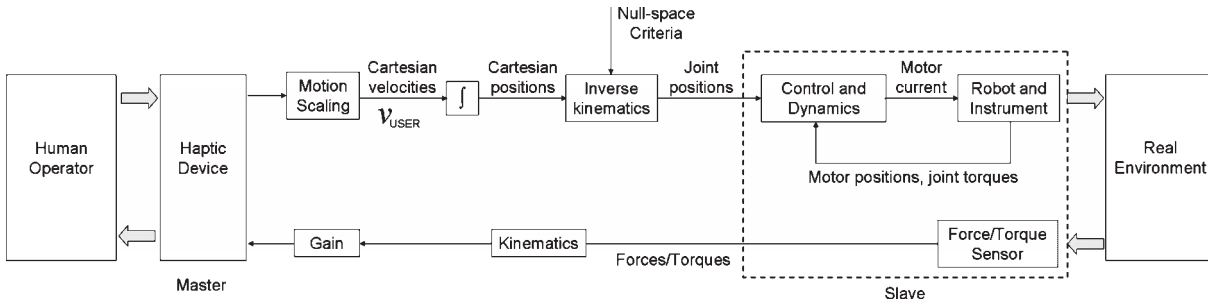 Null-space
Criteria
Human
Operator
Haptic
Device
Motion
Scaling
Cartesian
velocities
v USER
∫
Cartesian
positions
Inverse
kinematics
Joint
positions
Control and
Dynamics
Motor
current
Robot and
Instrument
Motor positions, joint torques
Real
Environment
Gain
Kinematics
Forces/Torques
Force/Torque
Sensor
Master
Slave